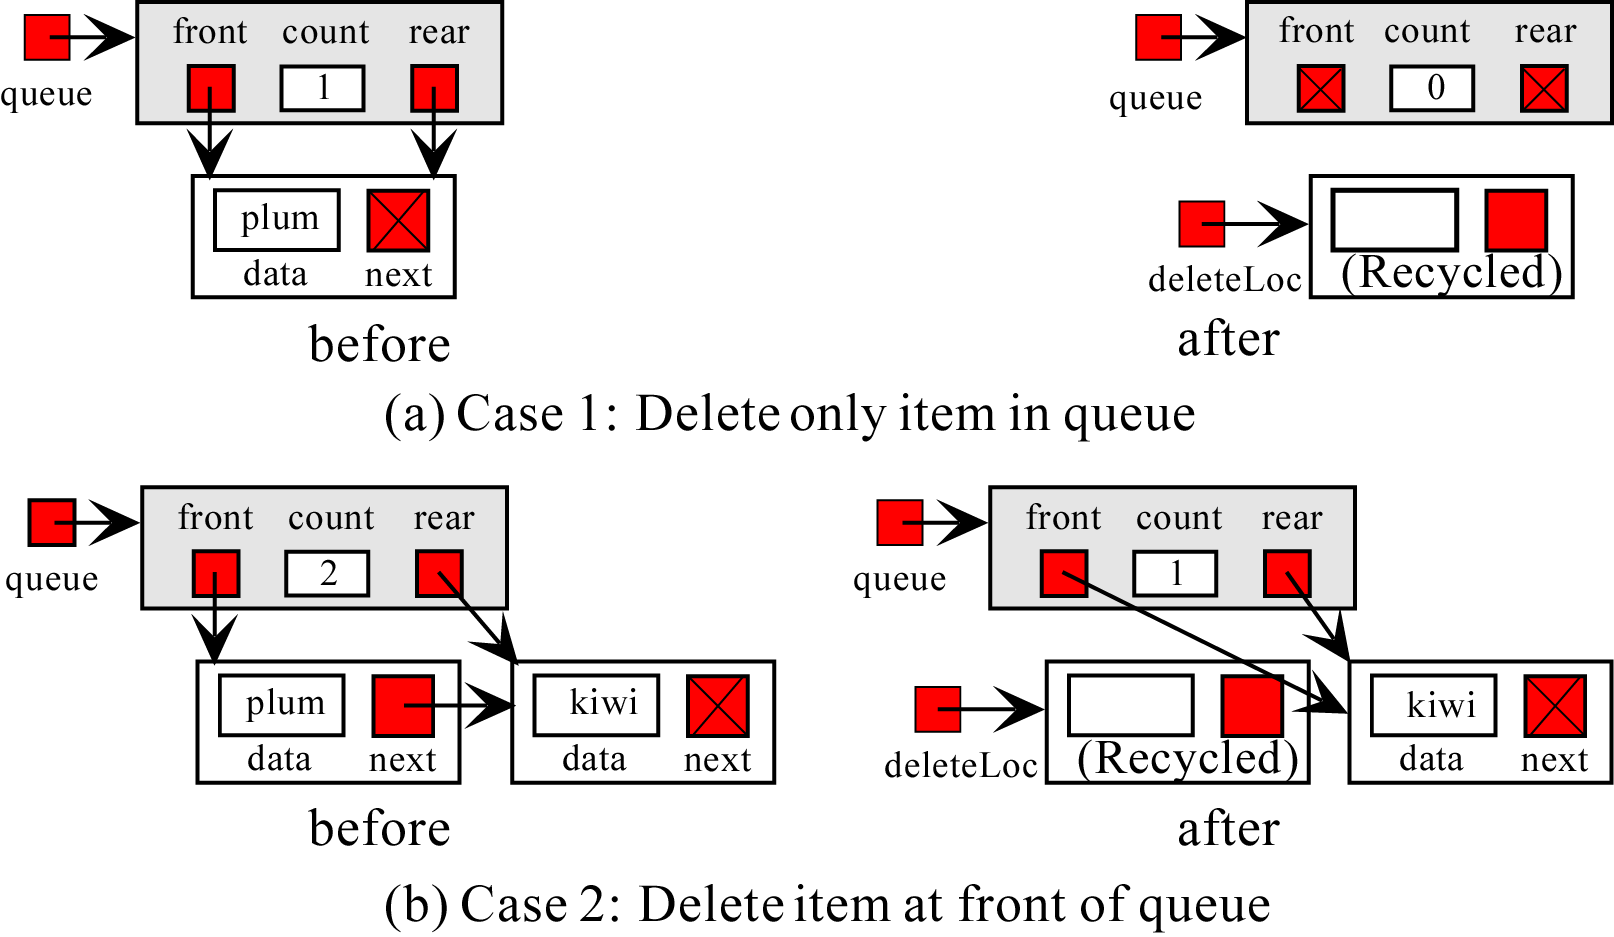 front count rear
1
queue
plum
data next
before
front count rear
0
queue
deleteLoc
(Recycled)
after
(a) Case 1: Delete only item in queue
front count rear
2
queue
plum
data next
kiwi
data next
before
front count rear
1
queue
deleteLoc
(Recycled)
kiwi
data next
after
(b) Case 2: Delete item at front of queue